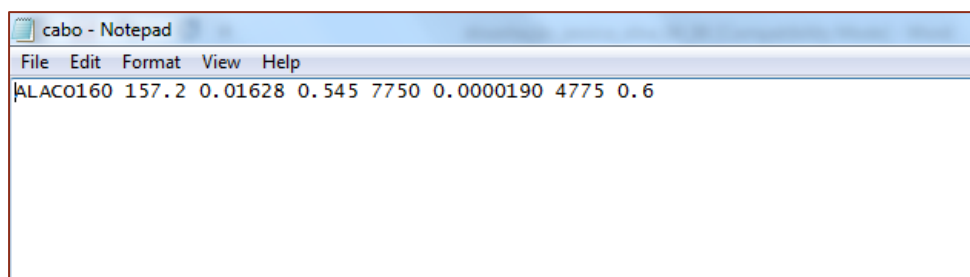 cabo - Notepad
File Edit Format View Help
ALACO160 157.2 0.01628 0.545 7750 0.0000190 4775 0.6